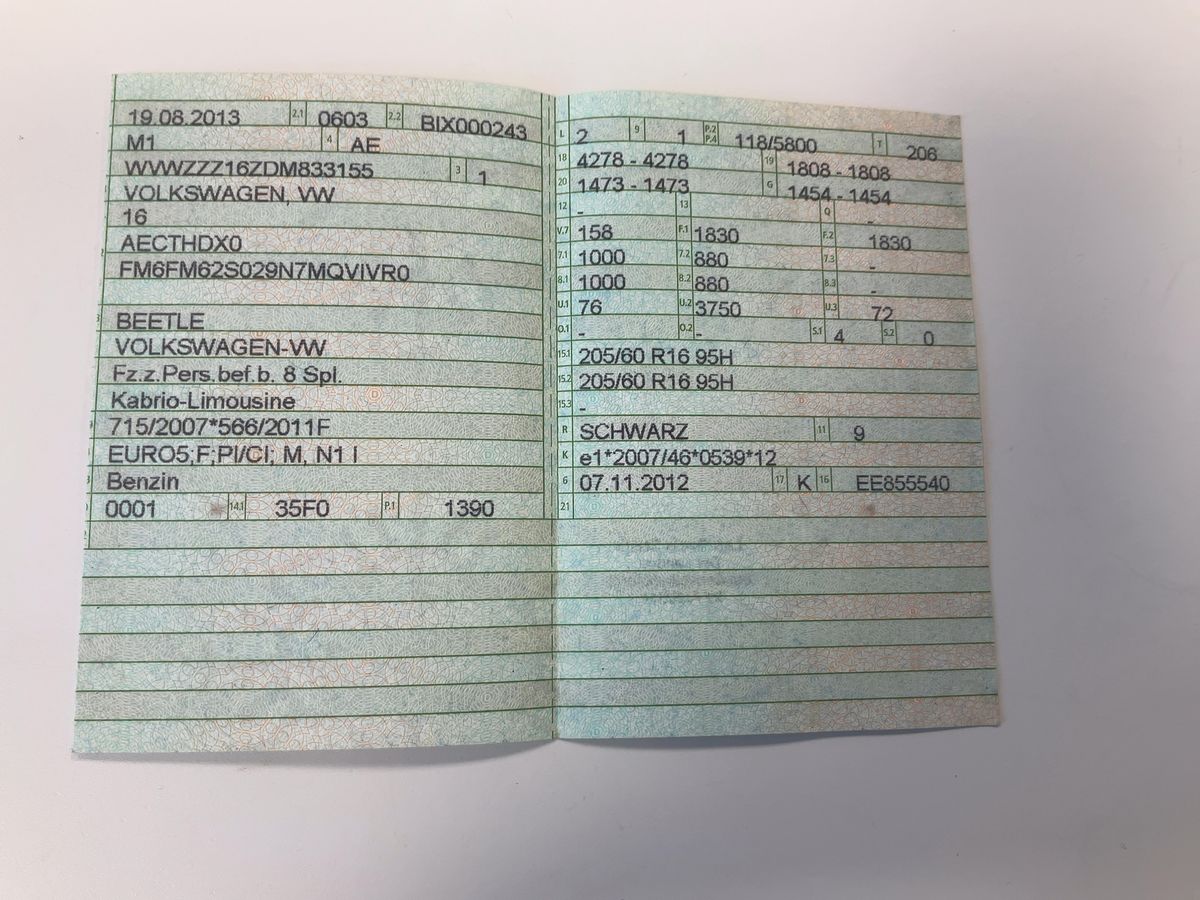 19.08.2013 2.1 0603 2.2 BIX000243
M1 4 AE
WVWZZZ16ZDM833155 3 1
VOLKSWAGEN, VW
16
AECTHDX0
FM6FM62S029N7MQVIVR0
BEETLE
VOLKSWAGEN-VW
Fz.z.Pers.bef.b. 8 Spl.
Kabrio-Limousine
715/2007*566/2011F
EURO5;F;PI/CI; M, N1 I
Benzin
0001 14.1 35F0 P.1 1390
L 2 9 1 P.2 P.4 118/5800 T 206
18 4278 - 4278 19 1808 - 1808
20 1473 - 1473 G 1454 - 1454
12 - 13 - Q -
V.7 158 F.1 1830 F.2 1830
7.1 1000 7.2 880 7.3 -
8.1 1000 8.2 880 8.3 -
U.1 76 U.2 3750 U.3 72
O.1 - O.2 - S.1 4 S.2 0
15.1 205/60 R16 95H
15.2 205/60 R16 95H
15.3 -
R SCHWARZ 11 9
K e1*2007/46*0539*12
6 07.11.2012 17 K 16 EE855540
21